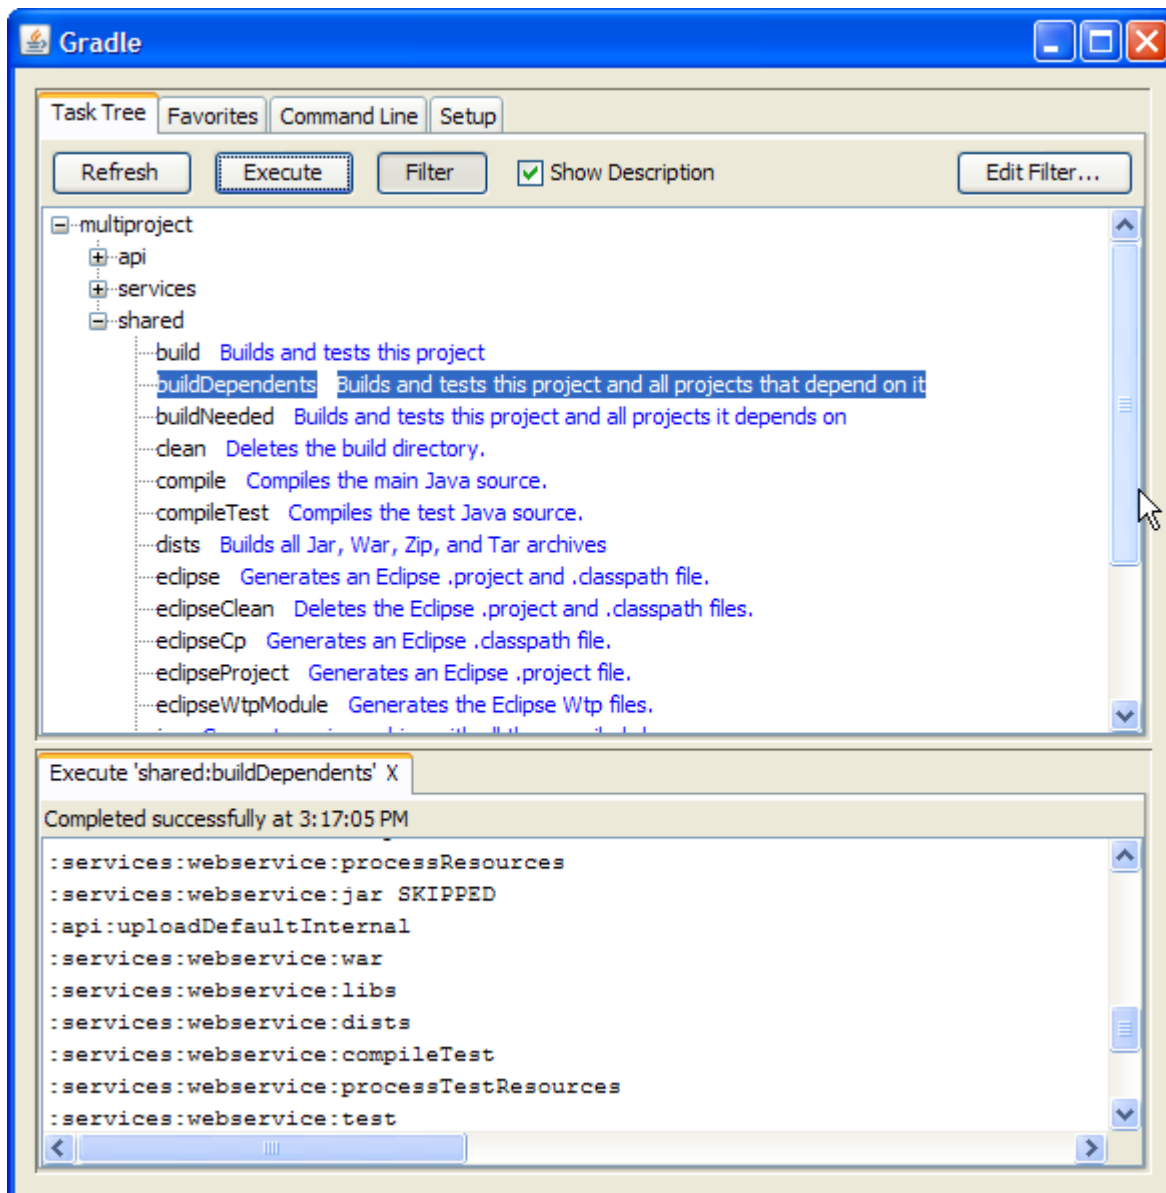 Gradle
Task Tree Favorites Command Line Setup
Refresh Execute Filter Show Description Edit Filter...
multiproject
api
services
shared
build Builds and tests this project
buildDependents Builds and tests this project and all projects that depend on it
buildNeeded Builds and tests this project and all projects it depends on
clean Deletes the build directory.
compile Compiles the main Java source.
compileTest Compiles the test Java source.
dists Builds all Jar, War, Zip, and Tar archives
eclipse Generates an Eclipse .project and .classpath file.
eclipseClean Deletes the Eclipse .project and .classpath files.
eclipseCp Generates an Eclipse .classpath file.
eclipseProject Generates an Eclipse .project file.
eclipseWtpModule Generates the Eclipse Wtp files.
Execute 'shared:buildDependents' X
Completed successfully at 3:17:05 PM
:services:webservice:processResources
:services:webservice:jar SKIPPED
:api:uploadDefaultInternal
:services:webservice:war
:services:webservice:libs
:services:webservice:dists
:services:webservice:compileTest
:services:webservice:processTestResources
:services:webservice:test